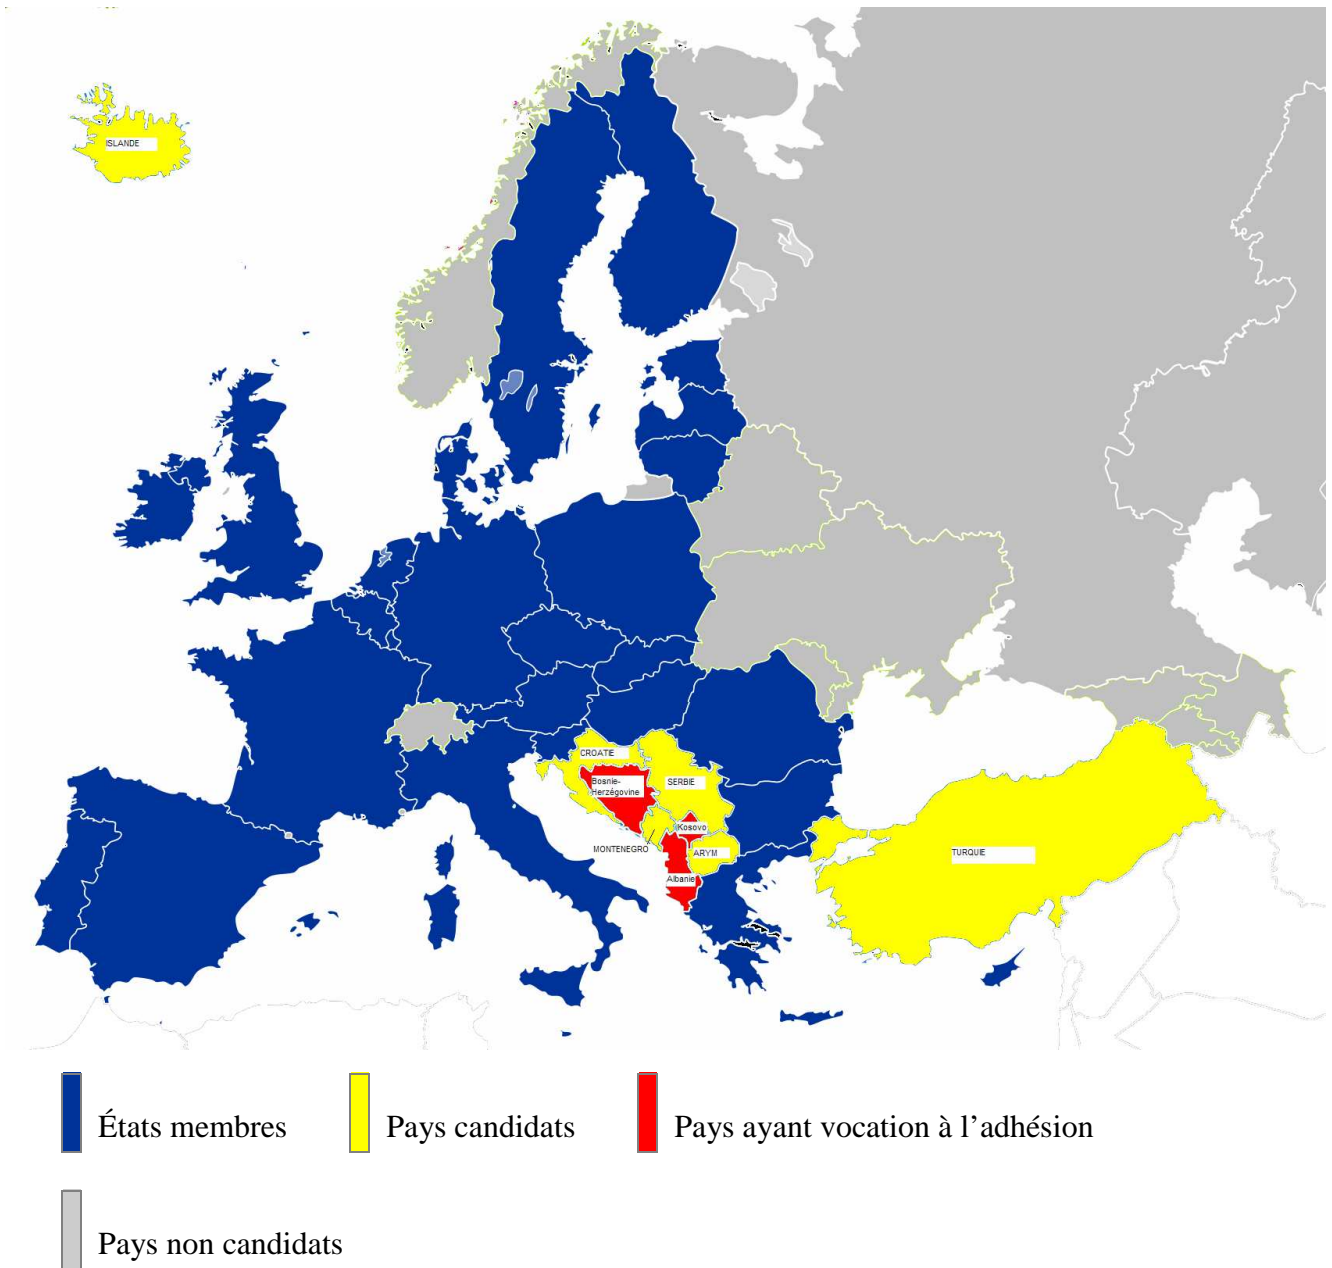 ISLANDE
CROATIE
Bosnie-
Herzégovine
SERBIE
Kosovo
MONTENEGRO
ARYM
Albanie
TURQUIE
États membres
Pays candidats
Pays ayant vocation à l’adhésion
Pays non candidats